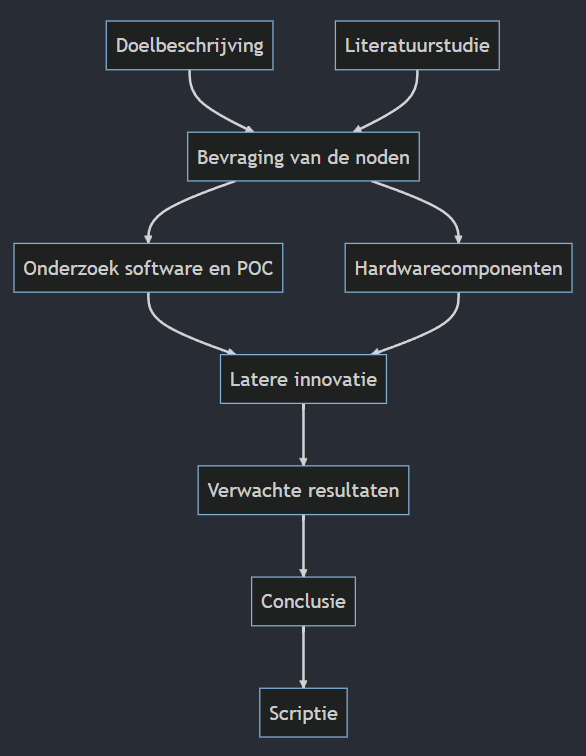 Doelbeschrijving
Literatuurstudie
Bevraging van de noden
Onderzoek software en POC
Hardwarecomponenten
Latere innovatie
Verwachte resultaten
Conclusie
Scriptie